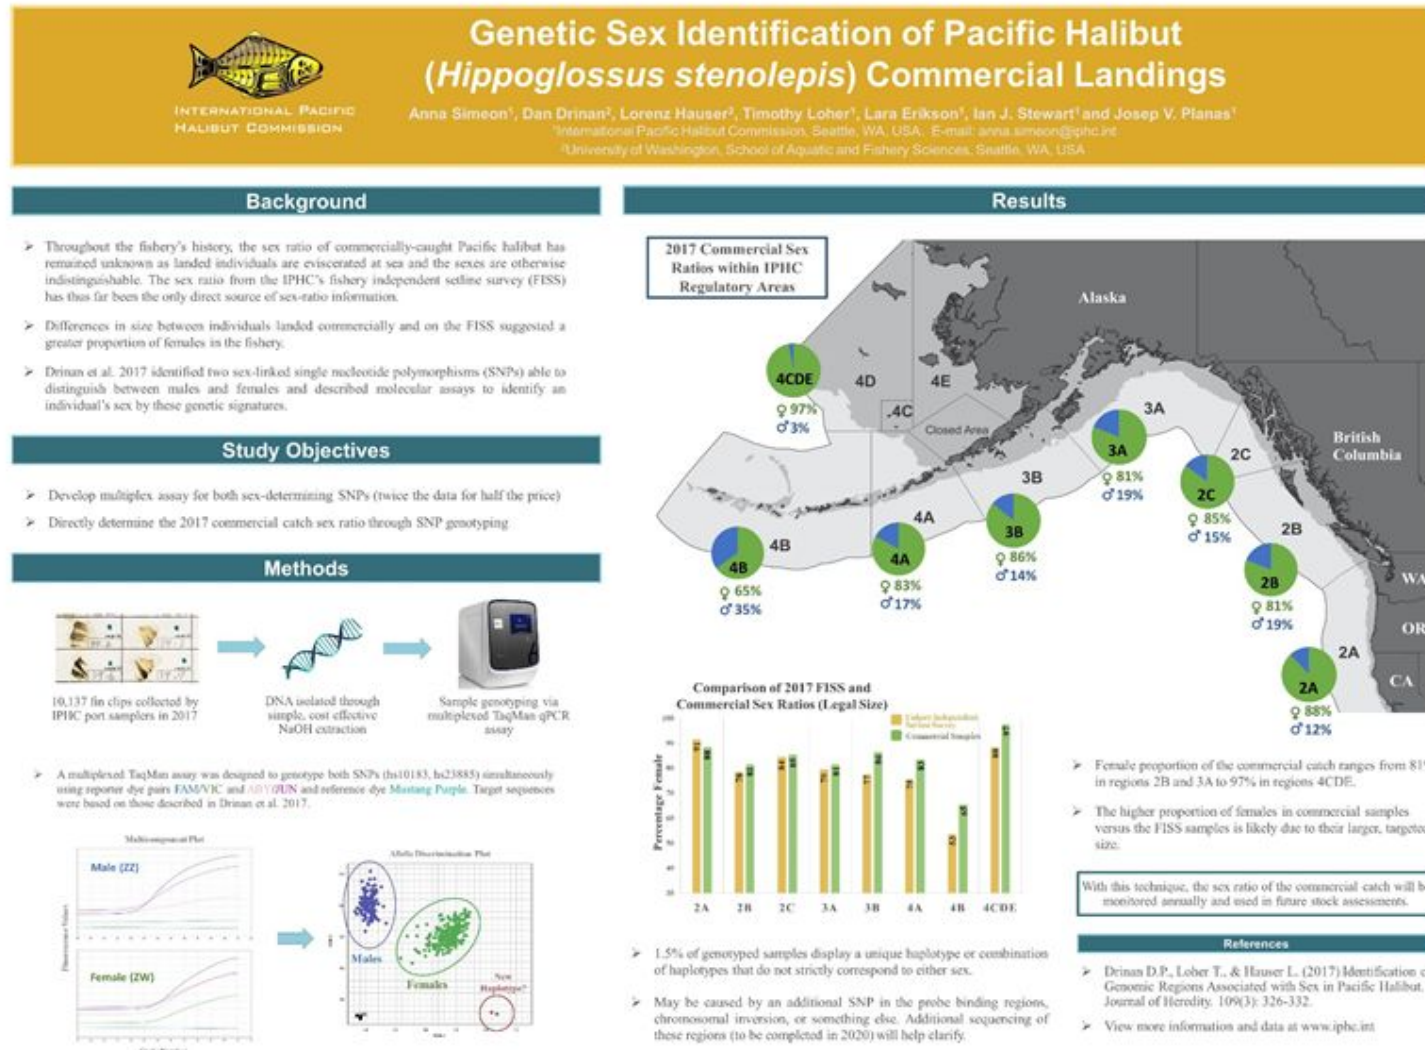 Genetic Sex Identification of Pacific Halibut
(Hippoglossus stenolepis) Commercial Landings
INTERNATIONAL PACIFIC
HALIBUT COMMISSION
Anna Simeon¹, Dan Drinan², Lorenz Hauser², Timothy Loher¹, Lara Erikson¹, Ian J. Stewart¹ and Josep V. Planas¹
¹International Pacific Halibut Commission, Seattle, WA, USA. E-mail: anna.simeon@iphc.int
²University of Washington, School of Aquatic and Fishery Sciences, Seattle, WA, USA
Background
➢ Throughout the fishery's history, the sex ratio of commercially-caught Pacific halibut has
remained unknown as landed individuals are eviscerated at sea and the sexes are otherwise
indistinguishable. The sex ratio from the IPHC's fishery independent setline survey (FISS)
has thus far been the only direct source of sex-ratio information.
➢ Differences in size between individuals landed commercially and on the FISS suggested a
greater proportion of females in the fishery.
➢ Drinan et al. 2017 identified two sex-linked single nucleotide polymorphisms (SNPs) able to
distinguish between males and females and described molecular assays to identify an
individual's sex by these genetic signatures.
Study Objectives
➢ Develop multiplex assay for both sex-determining SNPs (twice the data for half the price)
➢ Directly determine the 2017 commercial catch sex ratio through SNP genotyping
Methods
10,137 fin clips collected by
IPHC port samplers in 2017
DNA isolated through
simple, cost effective
NaOH extraction
Sample genotyping via
multiplexed TaqMan qPCR
assay
➢ A multiplexed TaqMan assay was designed to genotype both SNPs (hs10183, hs23885) simultaneously
using reporter dye pairs FAM/VIC and ABY/JUN and reference dye Mustang Purple. Target sequences
were based on those described in Drinan et al. 2017.
Multicomponent Plot
Male (ZZ)
Female (ZW)
Allelic Discrimination Plot
Males
Females
New
Haplotype?
Results
2017 Commercial Sex
Ratios within IPHC
Regulatory Areas
Alaska
British
Columbia
WA
OR
CA
4CDE
♀ 97%
♂ 3%
4D
4E
.4C
Closed Area
3A
3A
♀ 81%
♂ 19%
2C
2C
♀ 85%
♂ 15%
3B
3B
♀ 86%
♂ 14%
4A
4A
♀ 83%
♂ 17%
4B
4B
♀ 65%
♂ 35%
2B
2B
♀ 81%
♂ 19%
2A
2A
♀ 88%
♂ 12%
Comparison of 2017 FISS and
Commercial Sex Ratios (Legal Size)
Commercial Samples
Percentage Female
2A 2B 2C 3A 3B 4A 4B 4CDE
➢ 1.5% of genotyped samples display a unique haplotype or combination
of haplotypes that do not strictly correspond to either sex.
➢ May be caused by an additional SNP in the probe binding regions,
chromosomal inversion, or something else. Additional sequencing of
these regions (to be completed in 2020) will help clarify.
➢ Female proportion of the commercial catch ranges from 81%
in regions 2B and 3A to 97% in regions 4CDE.
➢ The higher proportion of females in commercial samples
versus the FISS samples is likely due to their larger, targeted
size.
With this technique, the sex ratio of the commercial catch will b
monitored annually and used in future stock assessments.
References
➢ Drinan D.P., Loher T., & Hauser L. (2017) Identification o
Genomic Regions Associated with Sex in Pacific Halibut.
Journal of Heredity. 109(3): 326-332.
➢ View more information and data at www.iphc.int